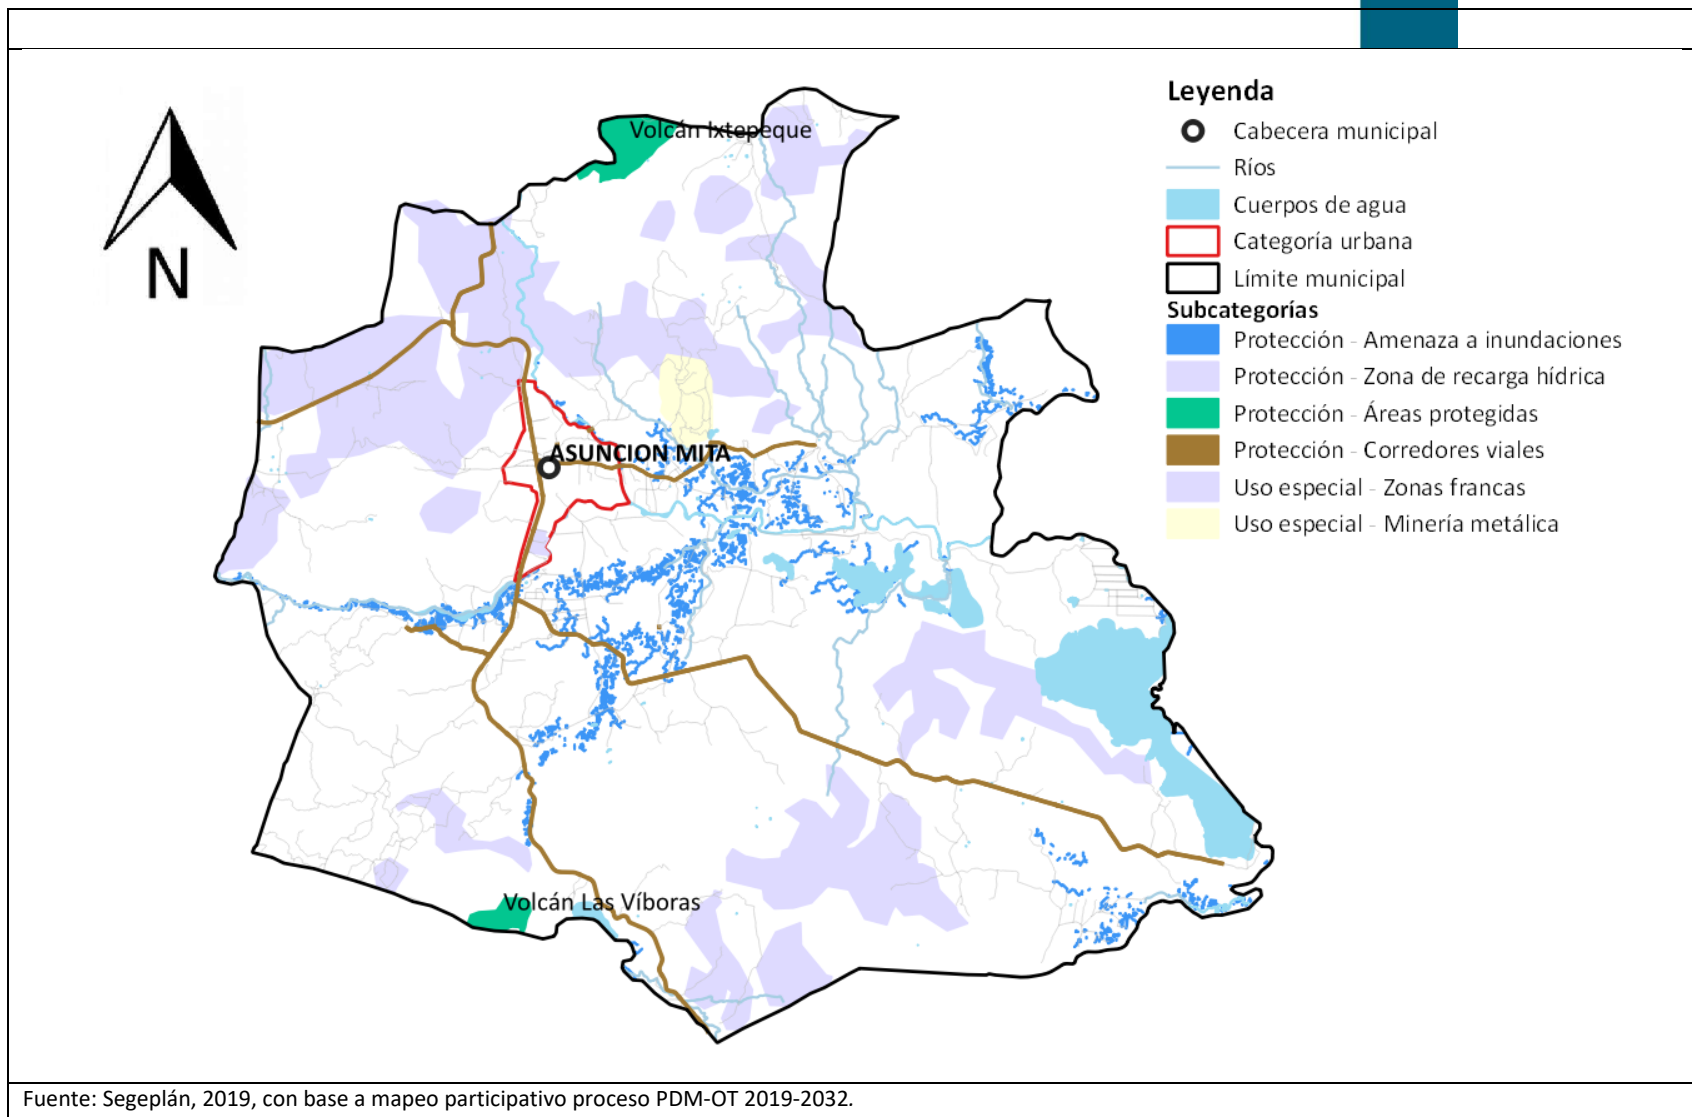 N
Volcán Ixtepeque
ASUNCION MITA
Volcán Las Víboras
Leyenda
Cabecera municipal
Ríos
Cuerpos de agua
Categoría urbana
Límite municipal
Subcategorías
Protección - Amenaza a inundaciones
Protección - Zona de recarga hídrica
Protección - Áreas protegidas
Protección - Corredores viales
Uso especial - Zonas francas
Uso especial - Minería metálica
Fuente: Segeplán, 2019, con base a mapeo participativo proceso PDM-OT 2019-2032.